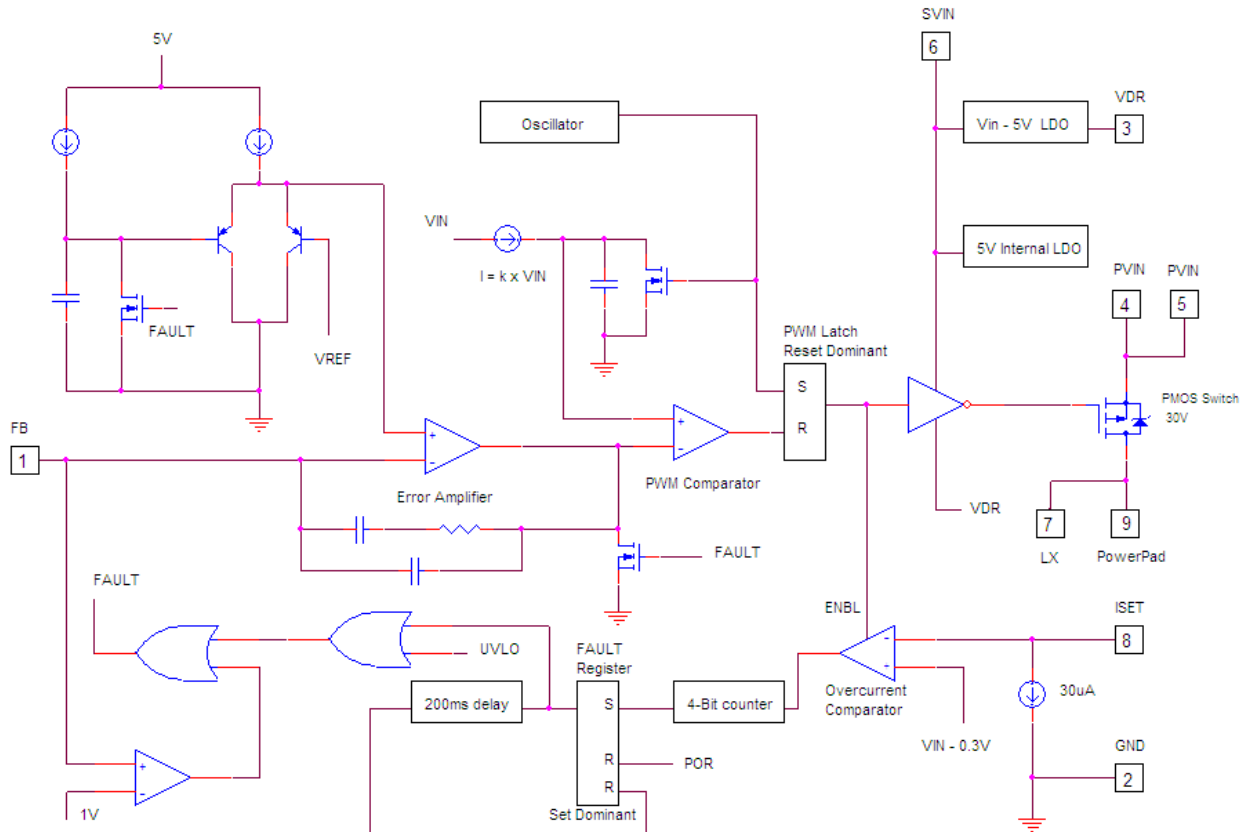 SVIN
6
5V
VDR
Oscillator
Vin - 5V LDO
3
VIN
I = k x VIN
5V Internal LDO
PVIN
PVIN
4
5
FAULT
VREF
PWM Latch
Reset Dominant
S
R
PMOS Switch
30V
FB
1
+
-
Error Amplifier
+
-
PWM Comparator
VDR
7
9
LX
PowerPad
FAULT
FAULT
ENBL
ISET
8
UVLO
FAULT
Register
S
R
R
Set Dominant
200ms delay
4-Bit counter
-
-
Overcurrent
Comparator
30uA
VIN - 0.3V
POR
GND
2
+
-
1V